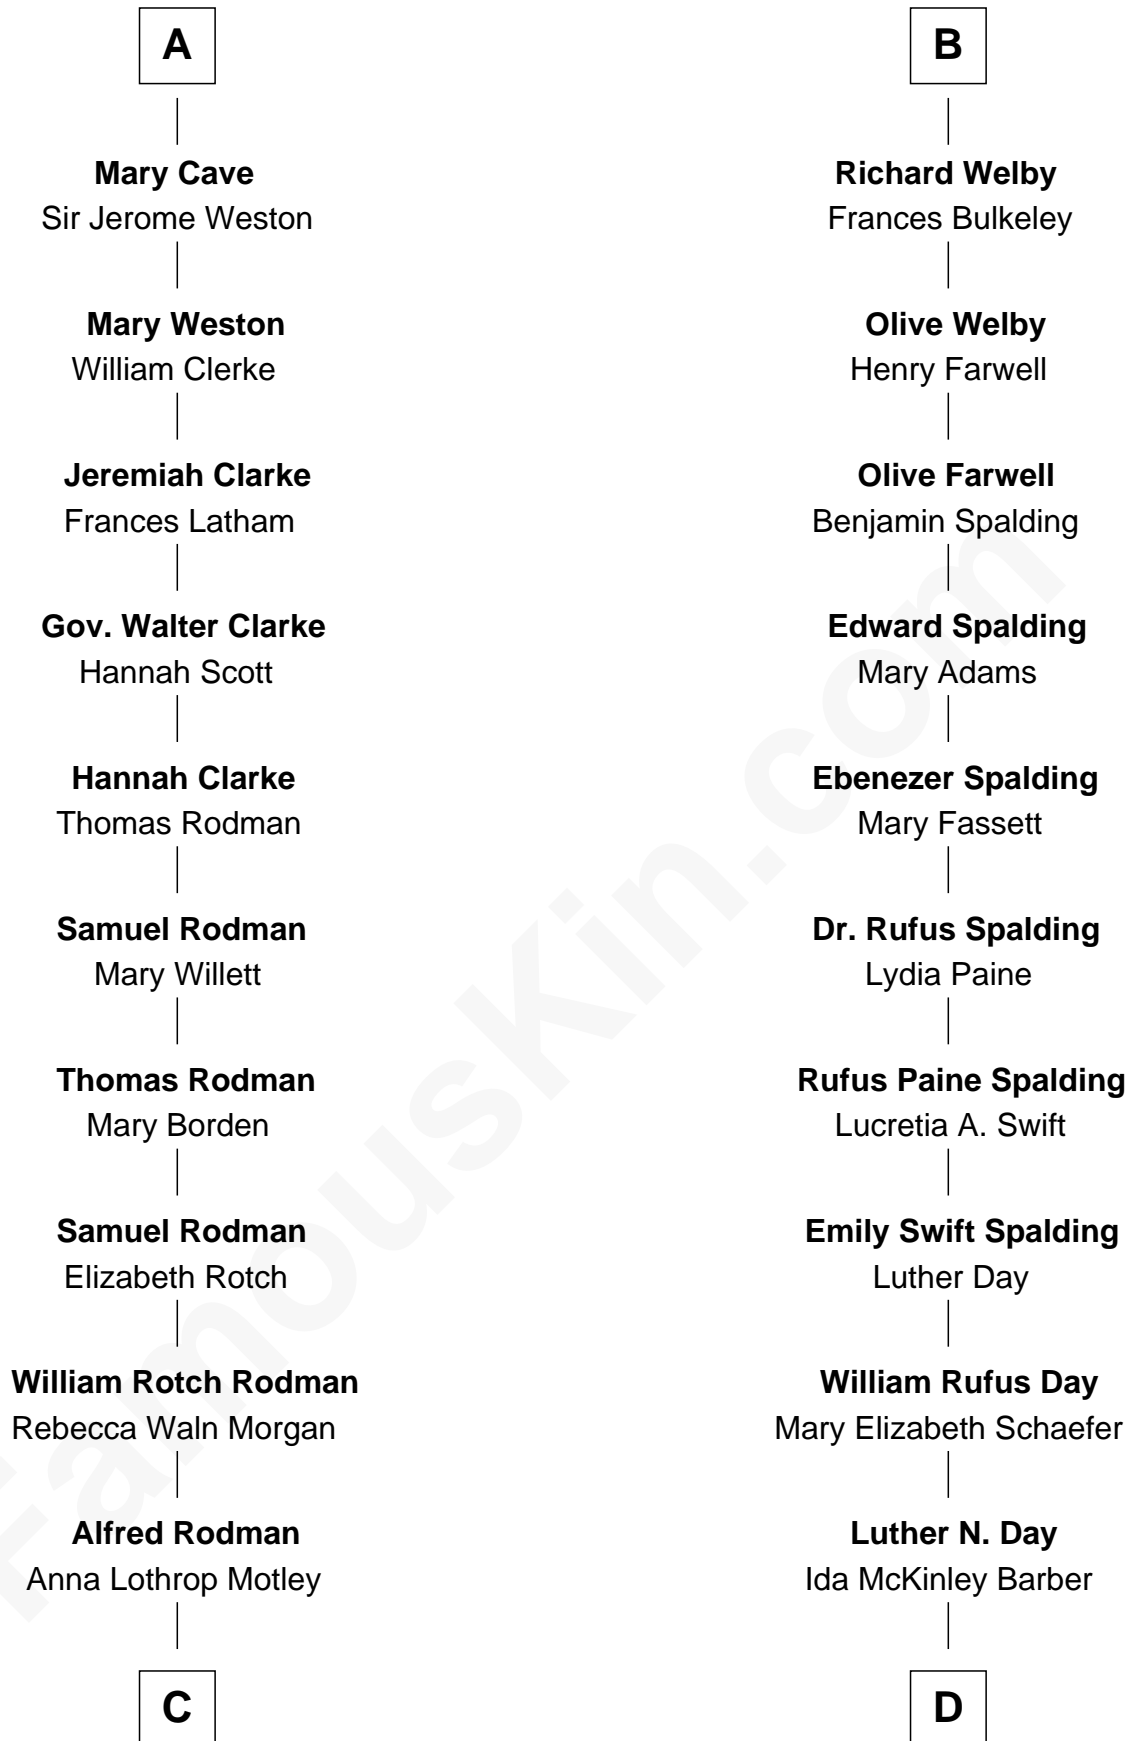 A
Mary Cave
Sir Jerome Weston
Mary Weston
William Clerke
Jeremiah Clarke
Frances Latham
Gov. Walter Clarke
Hannah Scott
Hannah Clarke
Thomas Rodman
Samuel Rodman
Mary Willett
Thomas Rodman
Mary Borden
Samuel Rodman
Elizabeth Rotch
William Rotch Rodman
Rebecca Waln Morgan
Alfred Rodman
Anna Lothrop Motley
C
B
Richard Welby
Frances Bulkeley
Olive Welby
Henry Farwell
Olive Farwell
Benjamin Spalding
Edward Spalding
Mary Adams
Ebenezer Spalding
Mary Fassett
Dr. Rufus Spalding
Lydia Paine
Rufus Paine Spalding
Lucretia A. Swift
Emily Swift Spalding
Luther Day
William Rufus Day
Mary Elizabeth Schaefer
Luther N. Day
Ida McKinley Barber
D
FamousKin.com